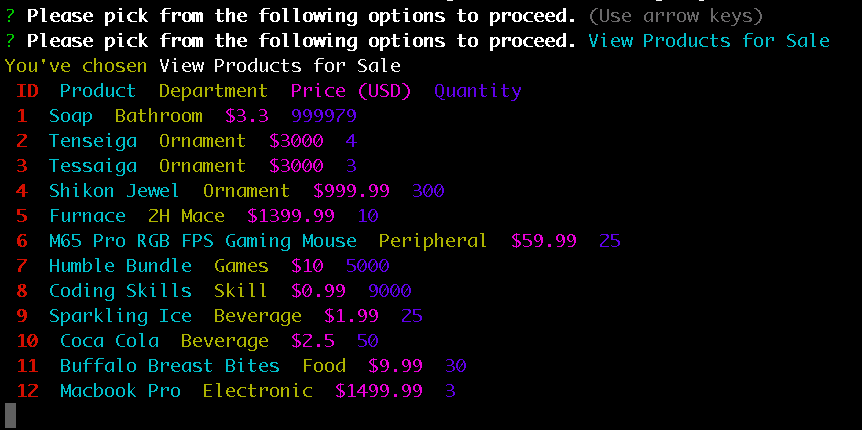 ? Please pick from the following options to proceed. (Use arrow keys)
? Please pick from the following options to proceed. View Products for Sale
You've chosen View Products for Sale
ID Product Department Price (USD) Quantity
1 Soap Bathroom $3.3 999979
2 Tenseiga Ornament $3000 4
3 Tessaiga Ornament $3000 3
4 Shikon Jewel Ornament $999.99 300
5 Furnace 2H Mace $1399.99 10
6 M65 Pro RGB FPS Gaming Mouse Peripheral $59.99 25
7 Humble Bundle Games $10 5000
8 Coding Skills Skill $0.99 9000
9 Sparkling Ice Beverage $1.99 25
10 Coca Cola Beverage $2.5 50
11 Buffalo Breast Bites Food $9.99 30
12 Macbook Pro Electronic $1499.99 3